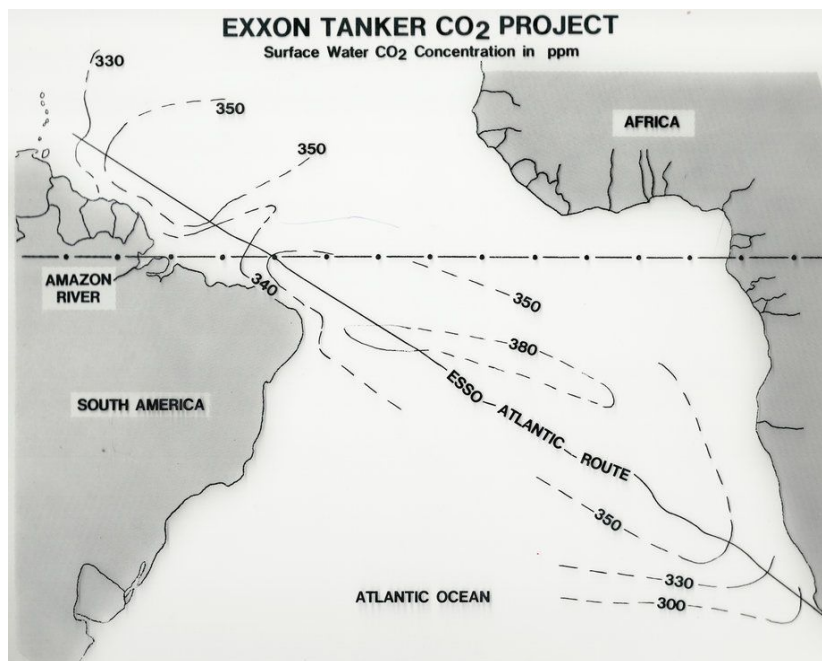 EXXON TANKER CO2 PROJECT
Surface Water CO2 Concentration in ppm
330
350
AFRICA
350
AMAZON
RIVER
340
350
380
ESSO ATLANTIC ROUTE
SOUTH AMERICA
350
330
ATLANTIC OCEAN
300